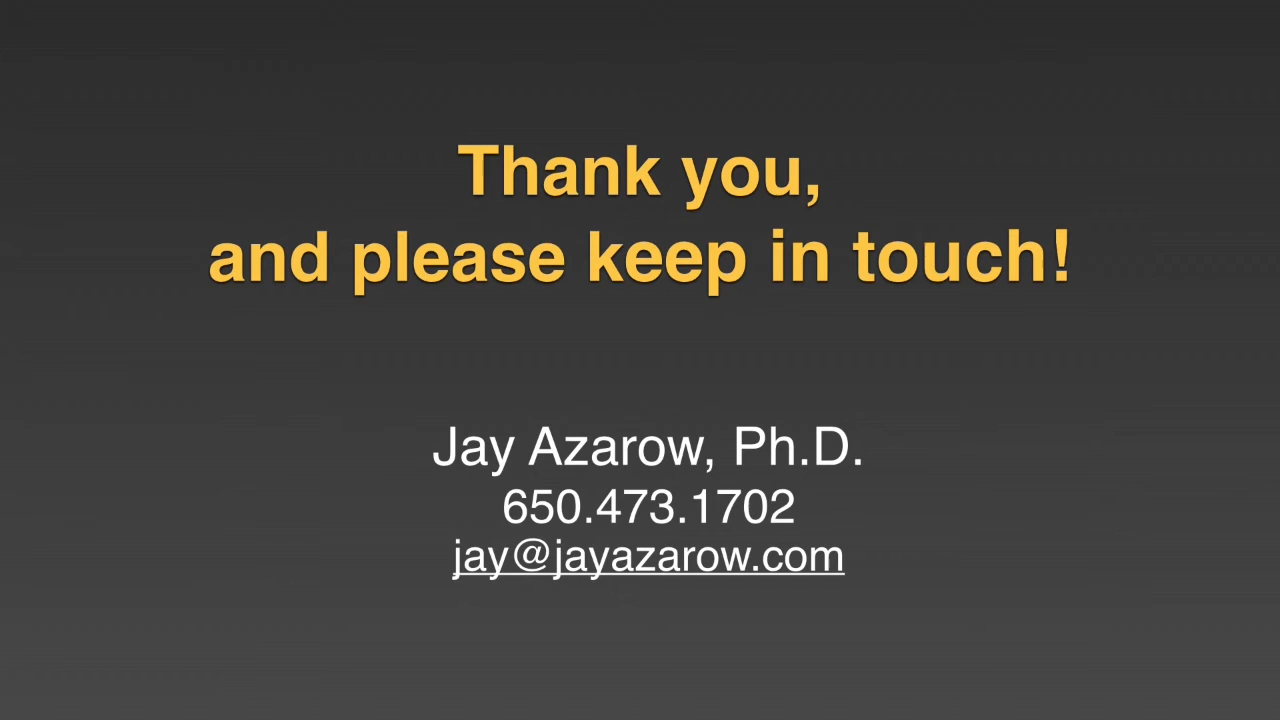 Thank you,
and please keep in touch!
Jay Azarow, Ph.D.
650.473.1702
jay@jayazarow.com